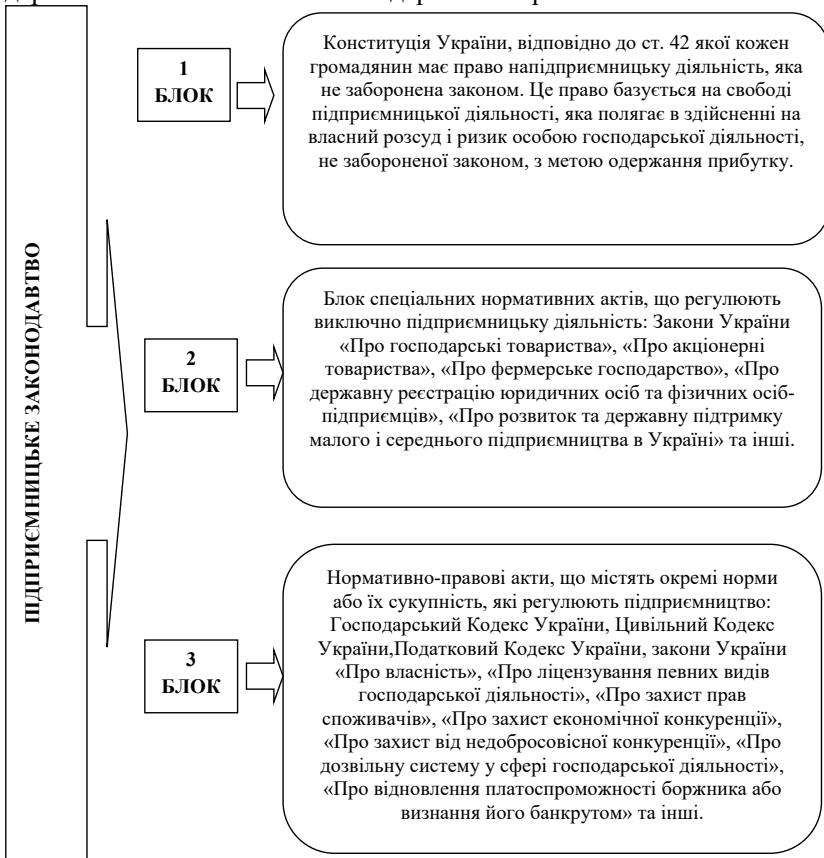 ПІДПРИЄМНИЦЬКЕ ЗАКОНОДАВТВО
1
БЛОК
Конституція України, відповідно до ст. 42 якої кожен
громадянин має право напідприємницьку діяльність, яка
не заборонена законом. Це право базується на свободі
підприємницької діяльності, яка полягає в здійсненні на
власний розсуд і ризик особою господарської діяльності,
не забороненої законом, з метою одержання прибутку.
2
БЛОК
Блок спеціальних нормативних актів, що регулюють
виключно підприємницьку діяльність: Закони України
«Про господарські товариства», «Про акціонерні
товариства», «Про фермерське господарство», «Про
державну реєстрацію юридичних осіб та фізичних осіб-
підприємців», «Про розвиток та державну підтримку
малого і середнього підприємництва в Україні» та інші.
3
БЛОК
Нормативно-правові акти, що містять окремі норми
або їх сукупність, які регулюють підприємництво:
Господарський Кодекс України, Цивільний Кодекс
України,Податковий Кодекс України, закони України
«Про власність», «Про ліцензування певних видів
господарської діяльності», «Про захист прав
споживачів», «Про захист економічної конкуренції»,
«Про захист від недобросовісної конкуренції», «Про
дозвільну систему у сфері господарської діяльності»,
«Про відновлення платоспроможності боржника або
визнання його банкрутом» та інші.